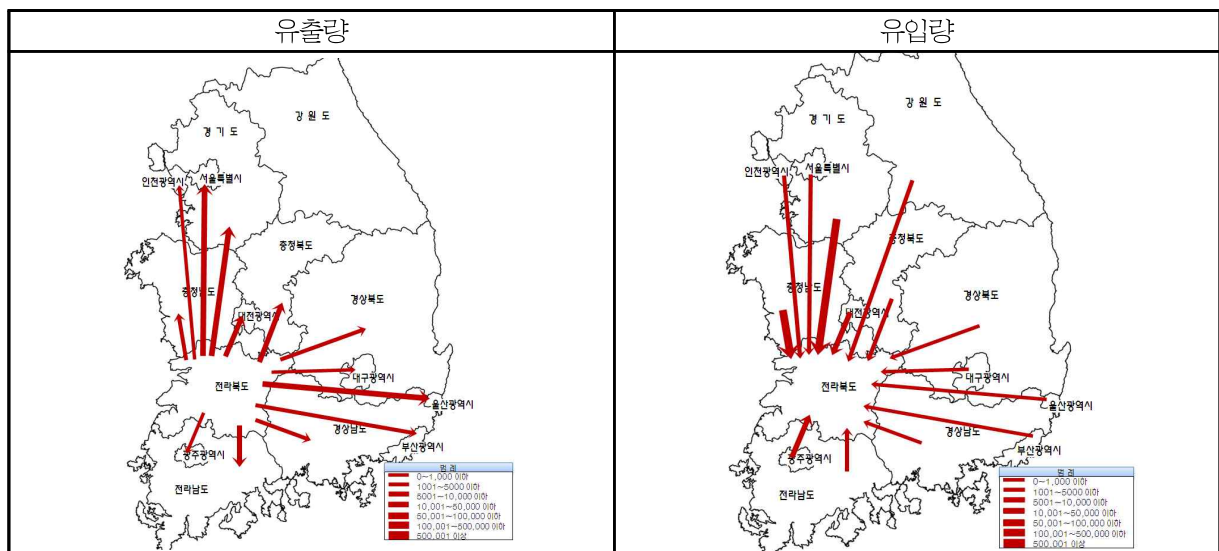 유출량
유입량
강 원 도
경 기 도
서울특별시
인천광역시
충청북도
충청남도
경상북도
대전광역시
대구광역시
전라북도
울산광역시
경상남도
부산광역시
광주광역시
전라남도
범 례
0~1,000 이하
1001~5000 이하
5001~10,000 이하
10,001~50,000 이하
50,001~100,000 이하
100,001~500,000 이하
500,001 이상
강 원 도
경 기 도
인천광역시
서울특별시
충청북도
충청남도
경상북도
대전광역시
대구광역시
전라북도
울산광역시
경상남도
부산광역시
광주광역시
전라남도
범 례
0~1,000 이하
1001~5000 이하
5001~10,000 이하
10,001~50,000 이하
50,001~100,000 이하
100,001~500,000 이하
500,001 이상